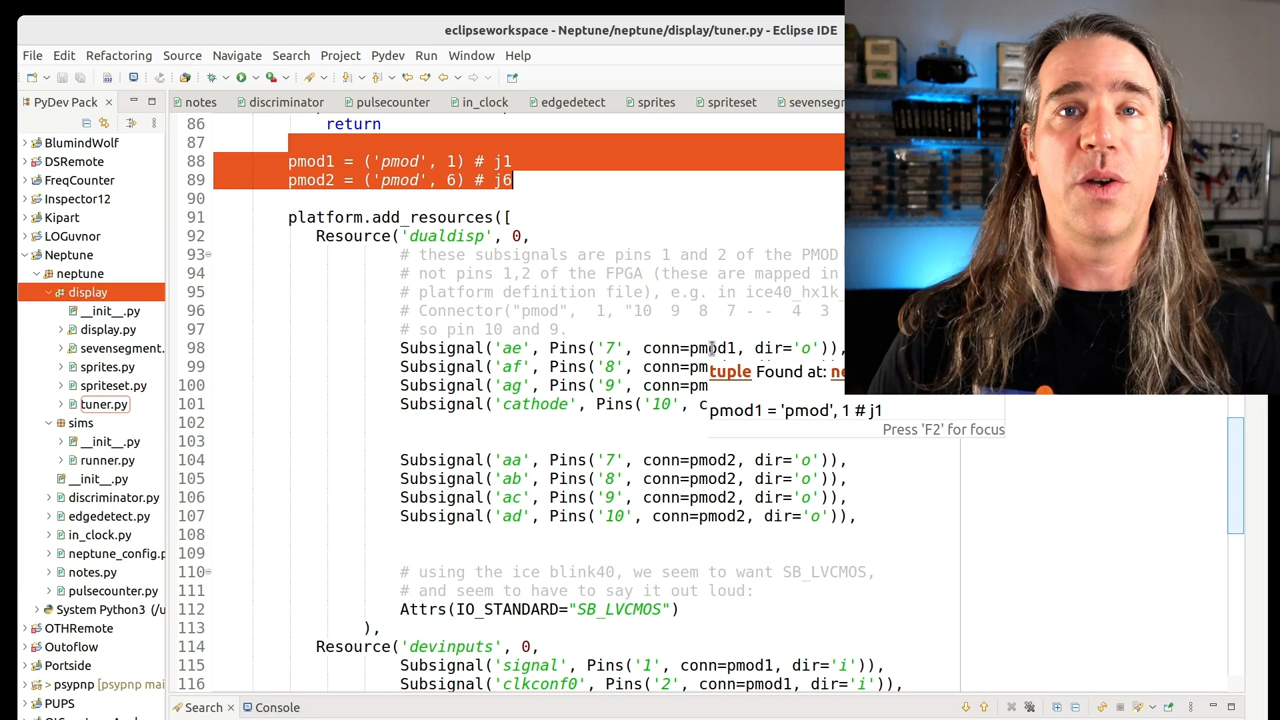 eclipseworkspace - Neptune/neptune/display/tuner.py - Eclipse IDE
File Edit Refactoring Source Navigate Search Project Pydev Run Window Help
PyDev Pack
notes discriminator pulsecounter in_clock edgedetect sprites spriteset sevensegm
BlumindWolf
DSRemote
FreqCounter
Inspector12
Kipart
LOGuvnor
Neptune
neptune
display
__init__.py
display.py
sevensegment.
sprites.py
spriteset.py
tuner.py
sims
__init__.py
runner.py
__init__.py
discriminator.py
edgedetect.py
in_clock.py
neptune_config.p
notes.py
pulsecounter.py
System Python3 (/u
OTHRemote
Outoflow
Portside
> psypnp mai
PUPS
86 return
87
88 pmod1 = ('pmod', 1) # j1
89 pmod2 = ('pmod', 6) # j6
90
91 platform.add_resources([
92 Resource('dualdisp', 0,
93 # these subsignals are pins 1 and 2 of the PMOD
94 # not pins 1,2 of the FPGA (these are mapped in
95 # platform definition file), e.g. in ice40_hx1k_
96 # Connector("pmod", 1, "10 9 8 7 - - 4 3
97 # so pin 10 and 9.
98 Subsignal('ae', Pins('7', conn=pmod1, dir='o')),
99 Subsignal('af', Pins('8', conn=pm
100 Subsignal('ag', Pins('9', conn=pm
101 Subsignal('cathode', Pins('10', c
102
103
104 Subsignal('aa', Pins('7', conn=pmod2, dir='o')),
105 Subsignal('ab', Pins('8', conn=pmod2, dir='o')),
106 Subsignal('ac', Pins('9', conn=pmod2, dir='o')),
107 Subsignal('ad', Pins('10', conn=pmod2, dir='o')),
108
109
110 # using the ice blink40, we seem to want SB_LVCMOS,
111 # and seem to have to say it out loud:
112 Attrs(IO_STANDARD="SB_LVCMOS")
113 ),
114 Resource('devinputs', 0,
115 Subsignal('signal', Pins('1', conn=pmod1, dir='i')),
116 Subsignal('clkconf0', Pins('2', conn=pmod1, dir='i')),
tuple Found at: ne
pmod1 = 'pmod', 1 # j1
Press 'F2' for focus
Search Console